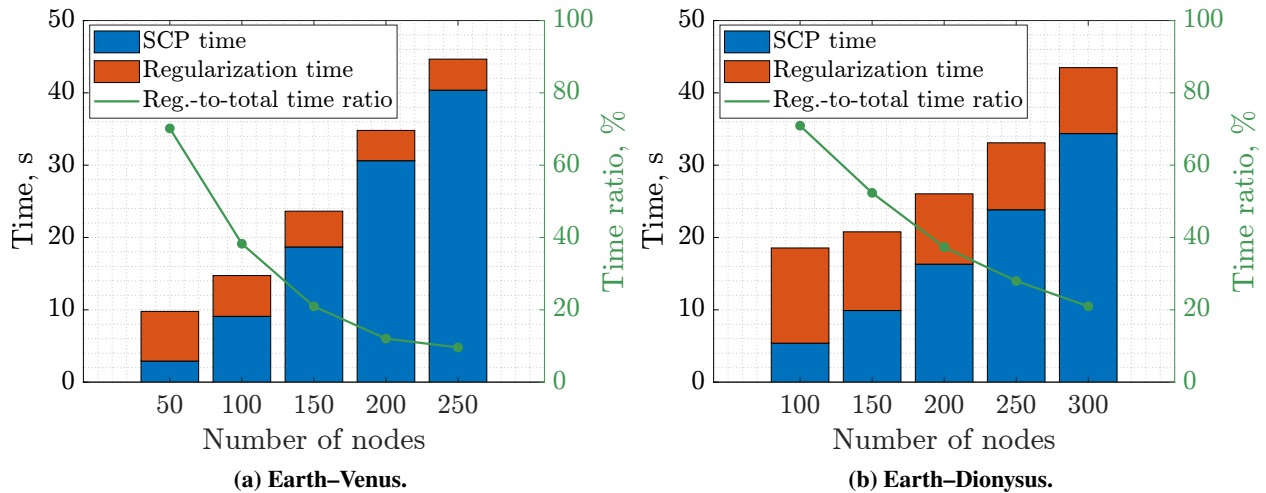 50
40
30
20
10
0
Time, s
SCP time
Regularization time
Reg.-to-total time ratio
100
80
60
40
20
0
Time ratio, %
50 100 150 200 250
Number of nodes
(a) Earth–Venus.
50
40
30
20
10
0
Time, s
SCP time
Regularization time
Reg.-to-total time ratio
100
80
60
40
20
0
Time ratio, %
100 150 200 250 300
Number of nodes
(b) Earth–Dionysus.